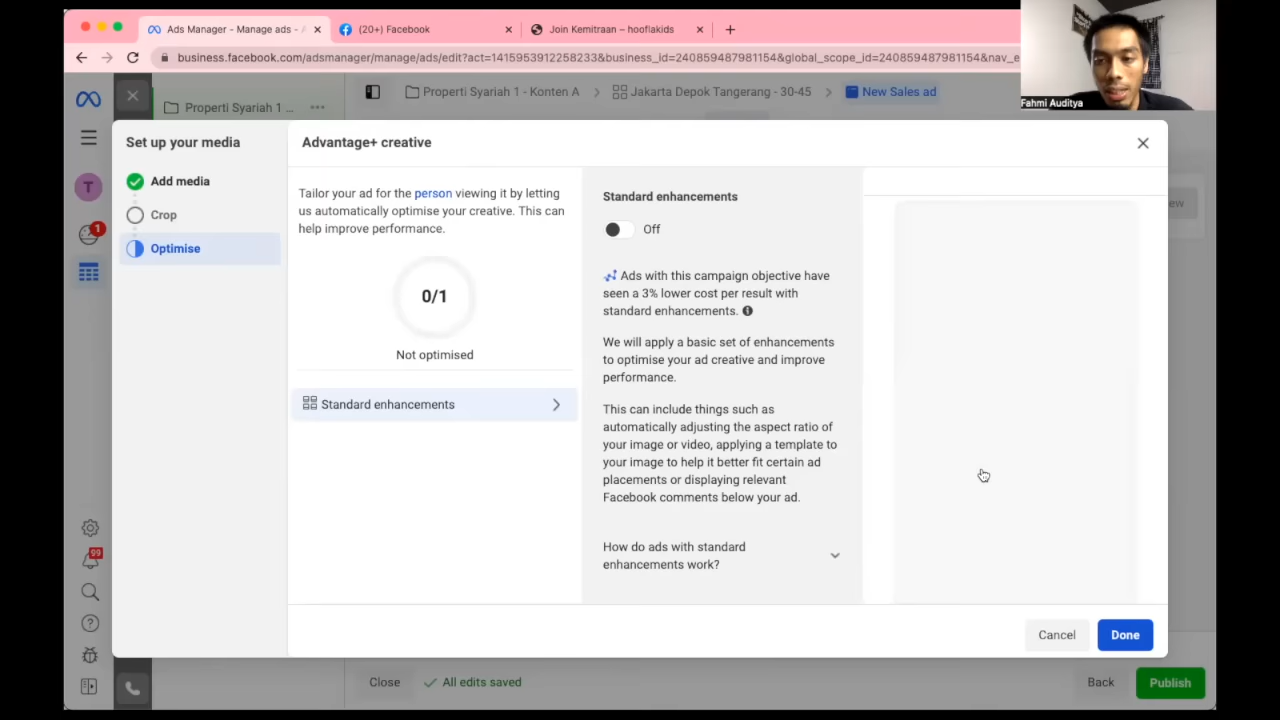 Ads Manager - Manage ads - A
(20+) Facebook
Join Kemitraan – hooflakids
business.facebook.com/adsmanager/manage/ads/edit?act=1415953912258233&business_id=240859487981154&global_scope_id=240859487981154&nav_e
Fahmi Auditya
Properti Syariah 1 ...
Properti Syariah 1 - Konten A
Jakarta Depok Tangerang - 30-45
New Sales ad
Set up your media
Add media
Crop
Optimise
T
1
99
Advantage+ creative
Tailor your ad for the person viewing it by letting
us automatically optimise your creative. This can
help improve performance.
0/1
Not optimised
Standard enhancements
Standard enhancements
Off
Ads with this campaign objective have
seen a 3% lower cost per result with
standard enhancements.
We will apply a basic set of enhancements
to optimise your ad creative and improve
performance.
This can include things such as
automatically adjusting the aspect ratio of
your image or video, applying a template to
your image to help it better fit certain ad
placements or displaying relevant
Facebook comments below your ad.
How do ads with standard
enhancements work?
ew
Cancel
Done
Close
All edits saved
Back
Publish